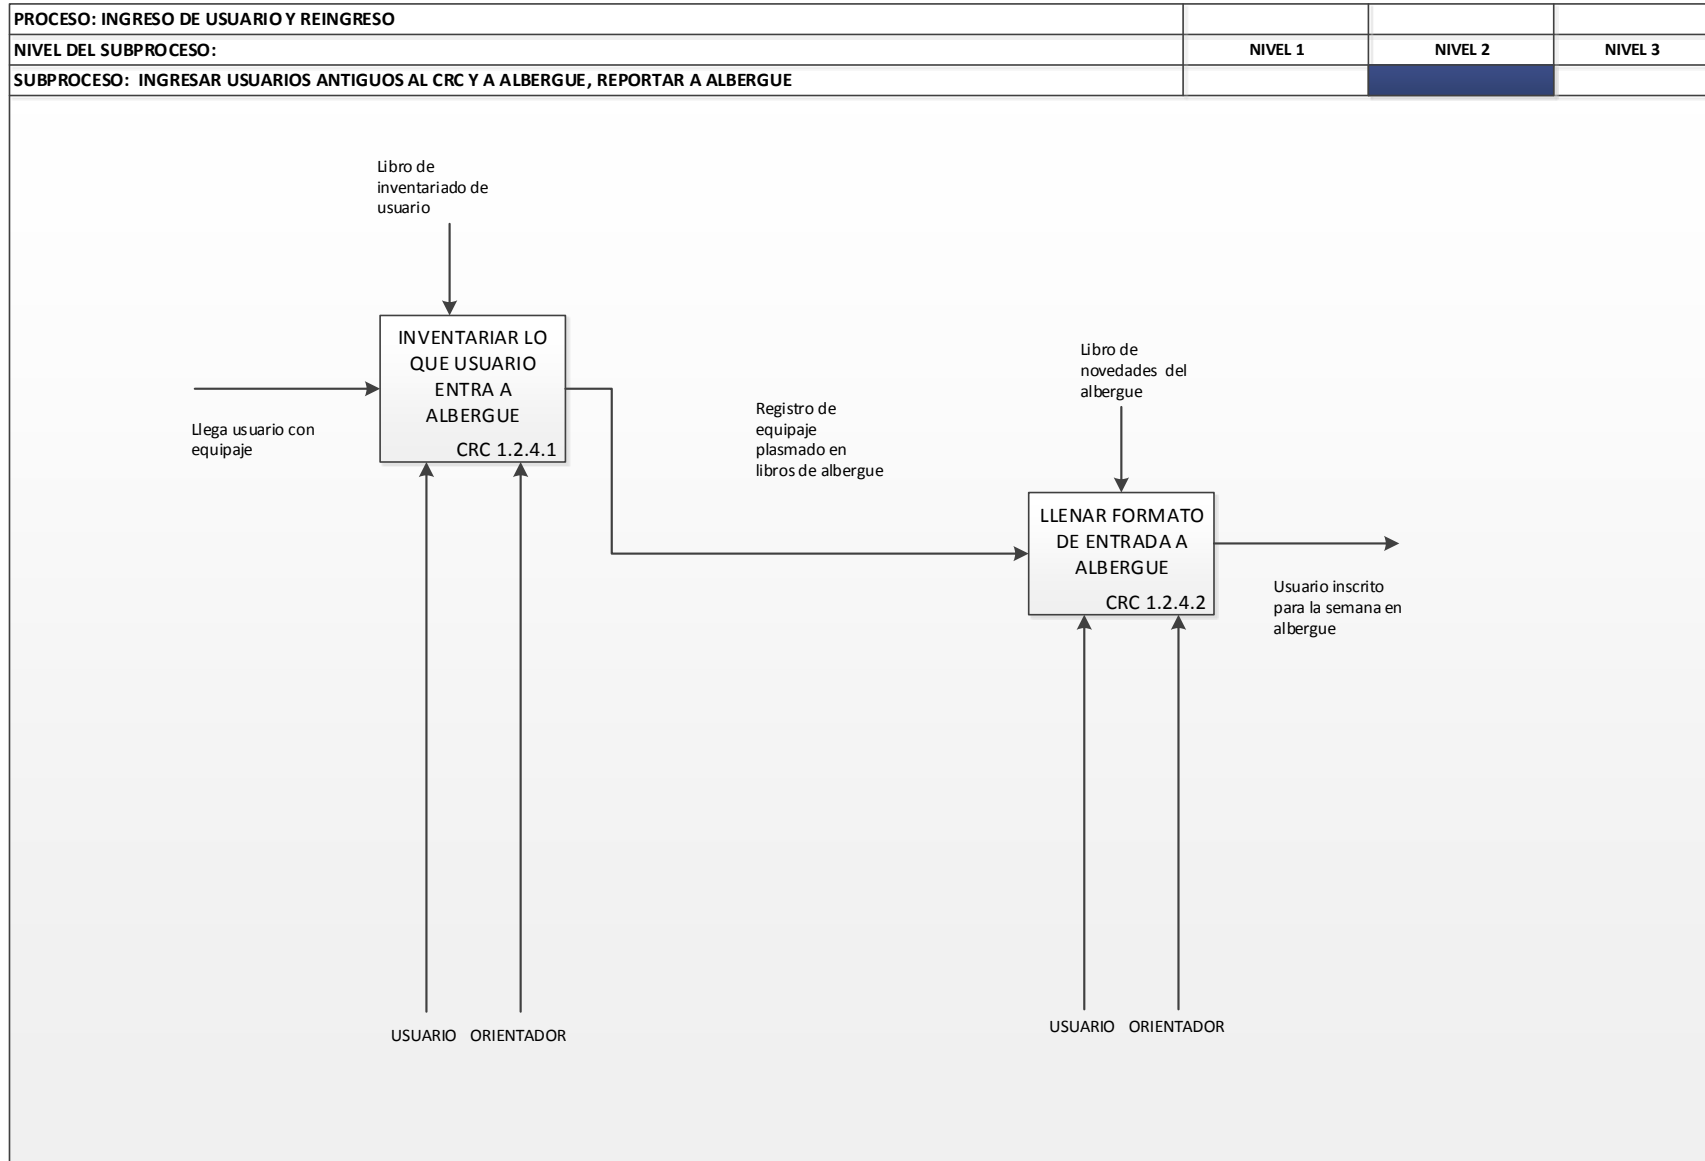 PROCESO: INGRESO DE USUARIO Y REINGRESO
NIVEL DEL SUBPROCESO:
NIVEL 1
NIVEL 2
NIVEL 3
SUBPROCESO: INGRESAR USUARIOS ANTIGUOS AL CRC Y A ALBERGUE, REPORTAR A ALBERGUE
Libro de
inventariado de
usuario
INVENTARIAR LO
QUE USUARIO
ENTRA A
ALBERGUE
CRC 1.2.4.1
Llega usuario con
equipaje
Registro de
equipaje
plasmado en
libros de albergue
Libro de
novedades del
albergue
LLENAR FORMATO
DE ENTRADA A
ALBERGUE
CRC 1.2.4.2
Usuario inscrito
para la semana en
albergue
USUARIO
ORIENTADOR
USUARIO
ORIENTADOR